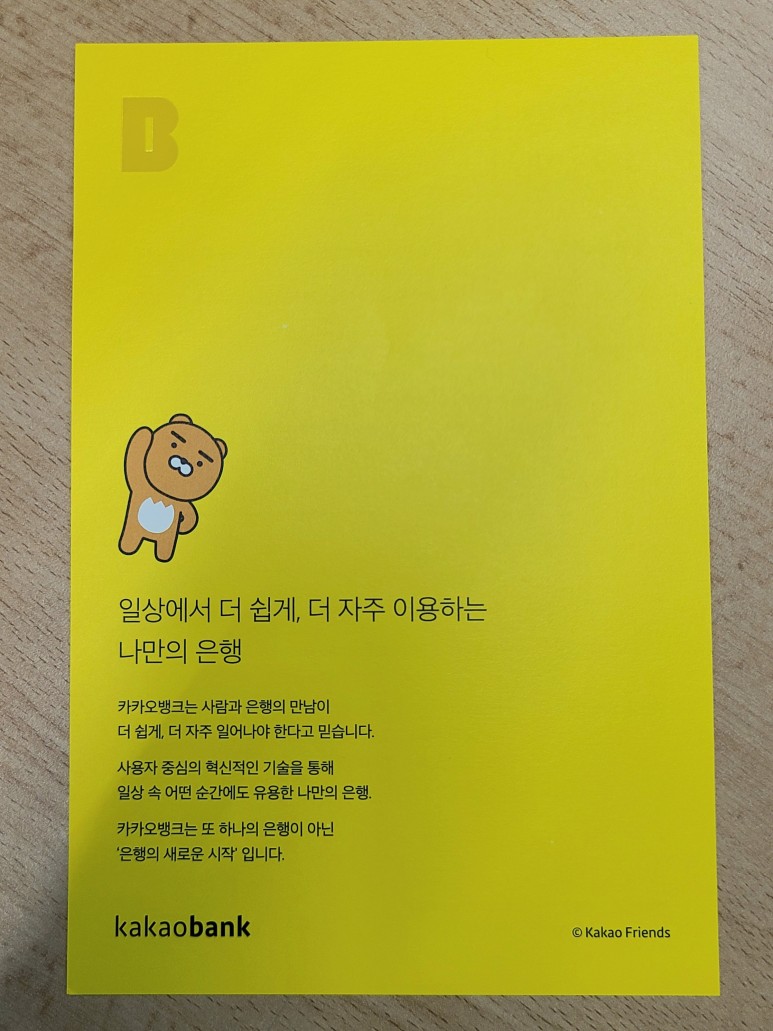 B
일상에서 더 쉽게, 더 자주 이용하는
나만의 은행
카카오뱅크는 사람과 은행의 만남이
더 쉽게, 더 자주 일어나야 한다고 믿습니다.
사용자 중심의 혁신적인 기술을 통해
일상 속 어떤 순간에도 유용한 나만의 은행.
카카오뱅크는 또 하나의 은행이 아닌
'은행의 새로운 시작' 입니다.
kakaobank
© Kakao Friends